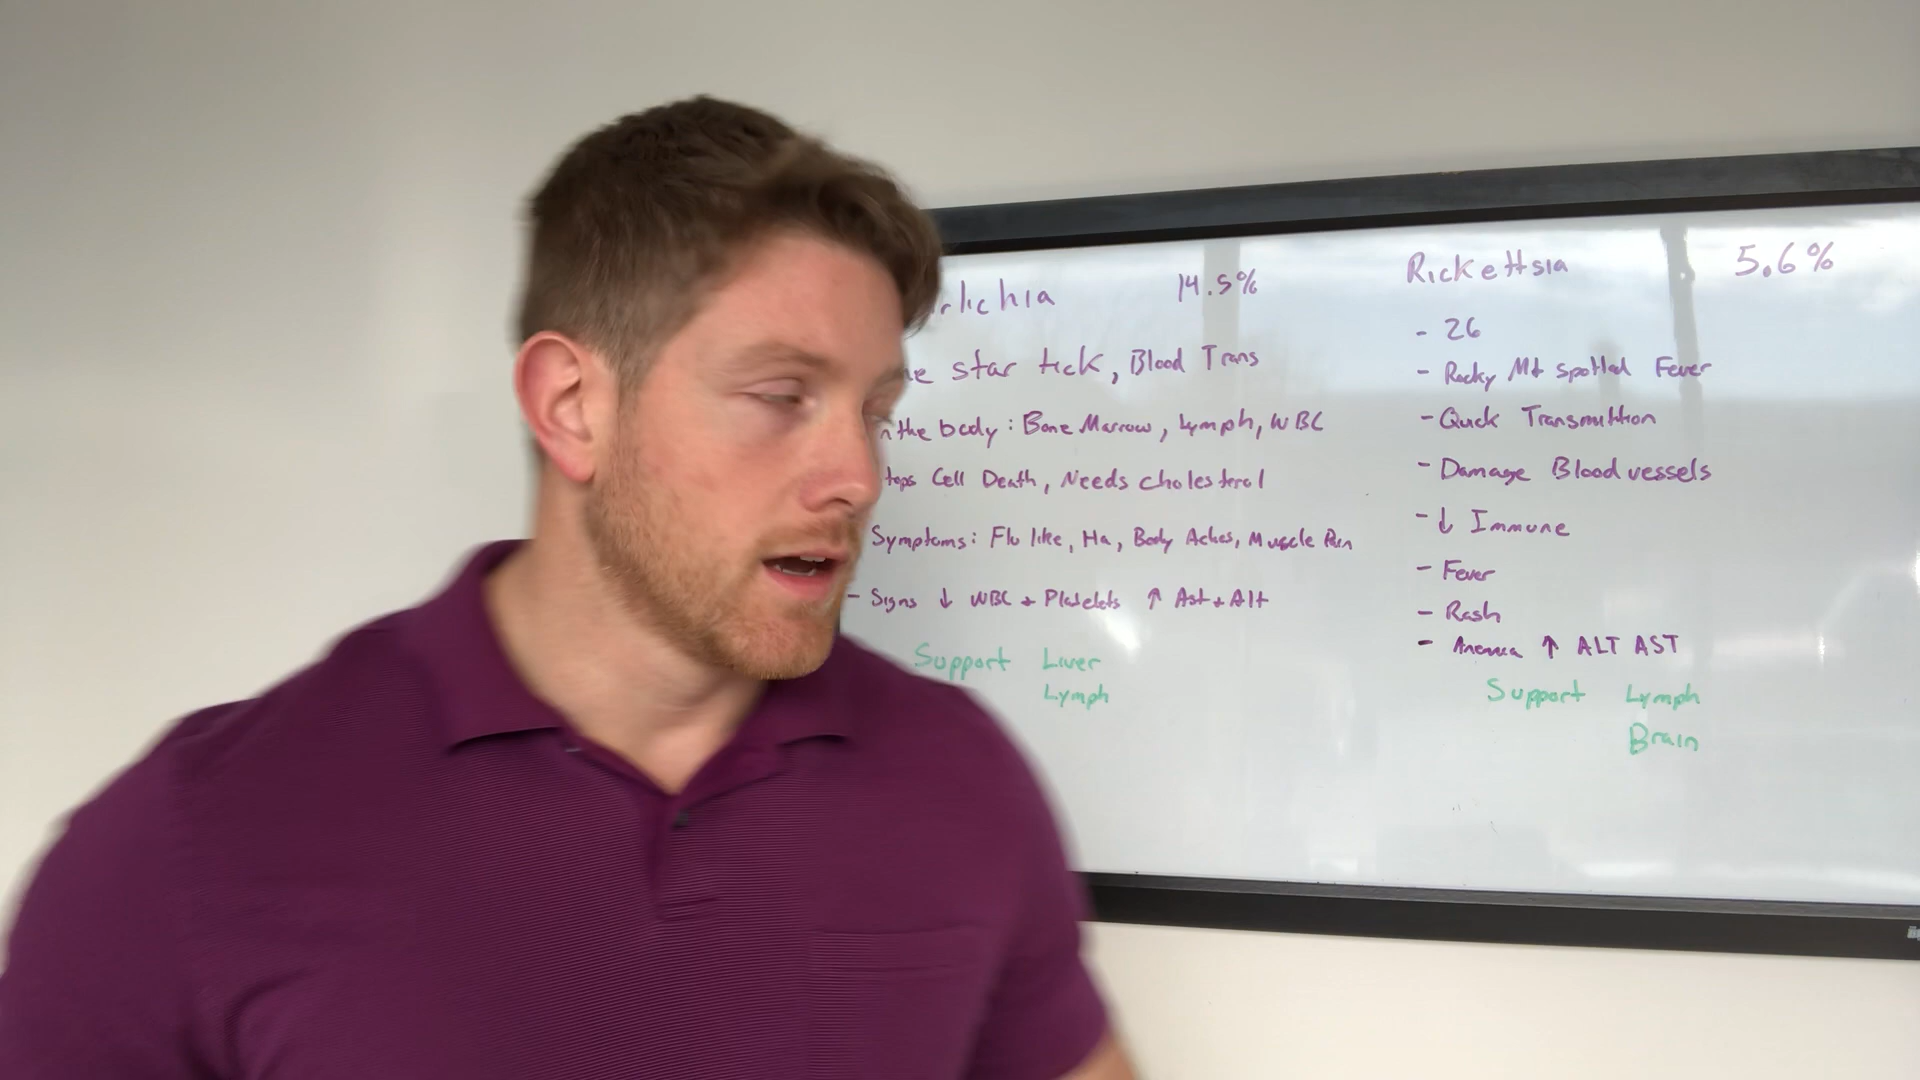 rlichia 14.5%
e star tick, Blood Trans
n the body: Bone Marrow, Lymph, WBC
tops Cell Death, Needs cholesterol
Symptoms: Flu like, Ha, Body Aches, Muscle Pain
- Signs ↓ WBC + Platelets ↑ Ast + Alt
Support Liver
Lymph
Rickettsia 5.6%
- 26
- Rocky Mt spotted Fever
- Quick Transmittion
- Damage Blood vessels
- ↓ Immune
- Fever
- Rash
- Anemia ↑ ALT AST
Support Lymph
Brain